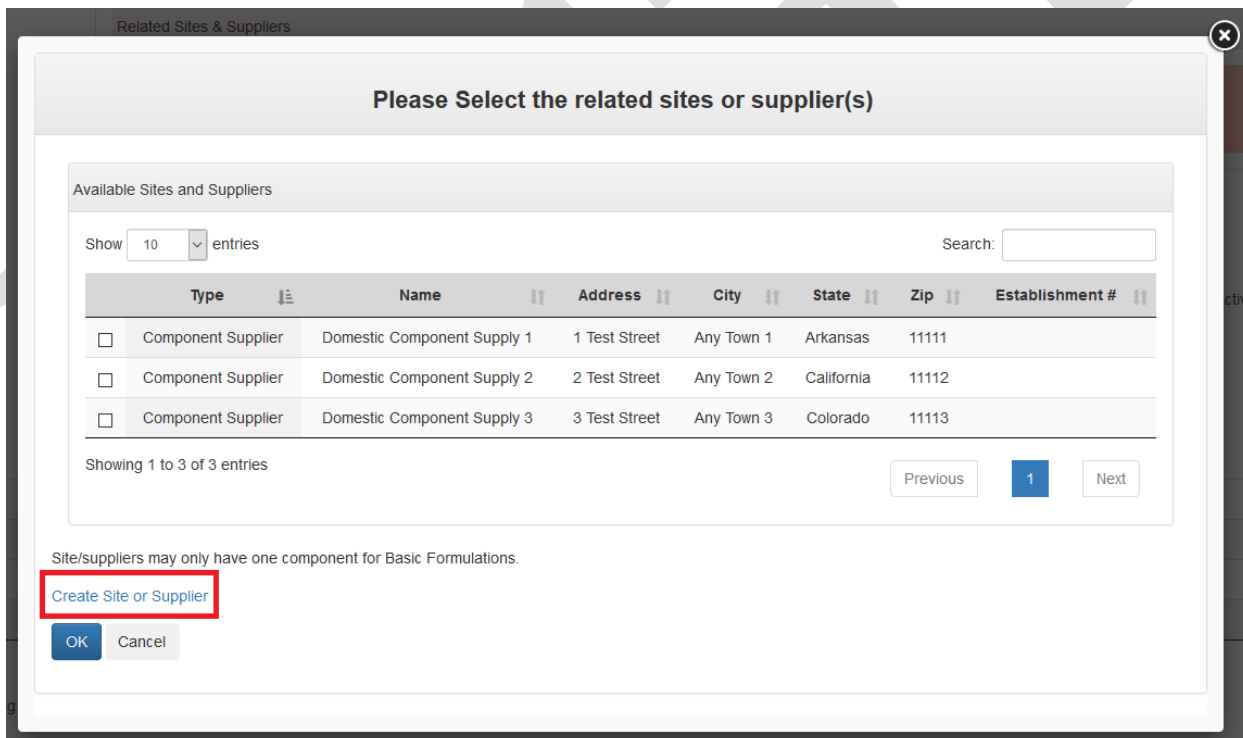 Related Sites & Suppliers
Please Select the related sites or supplier(s)
Available Sites and Suppliers
Show 10 entries Search:
Type Name Address City State Zip Establishment #
Component Supplier Domestic Component Supply 1 1 Test Street Any Town 1 Arkansas 11111
Component Supplier Domestic Component Supply 2 2 Test Street Any Town 2 California 11112
Component Supplier Domestic Component Supply 3 3 Test Street Any Town 3 Colorado 11113
Showing 1 to 3 of 3 entries
Previous 1 Next
Site/suppliers may only have one component for Basic Formulations.
Create Site or Supplier
OK Cancel